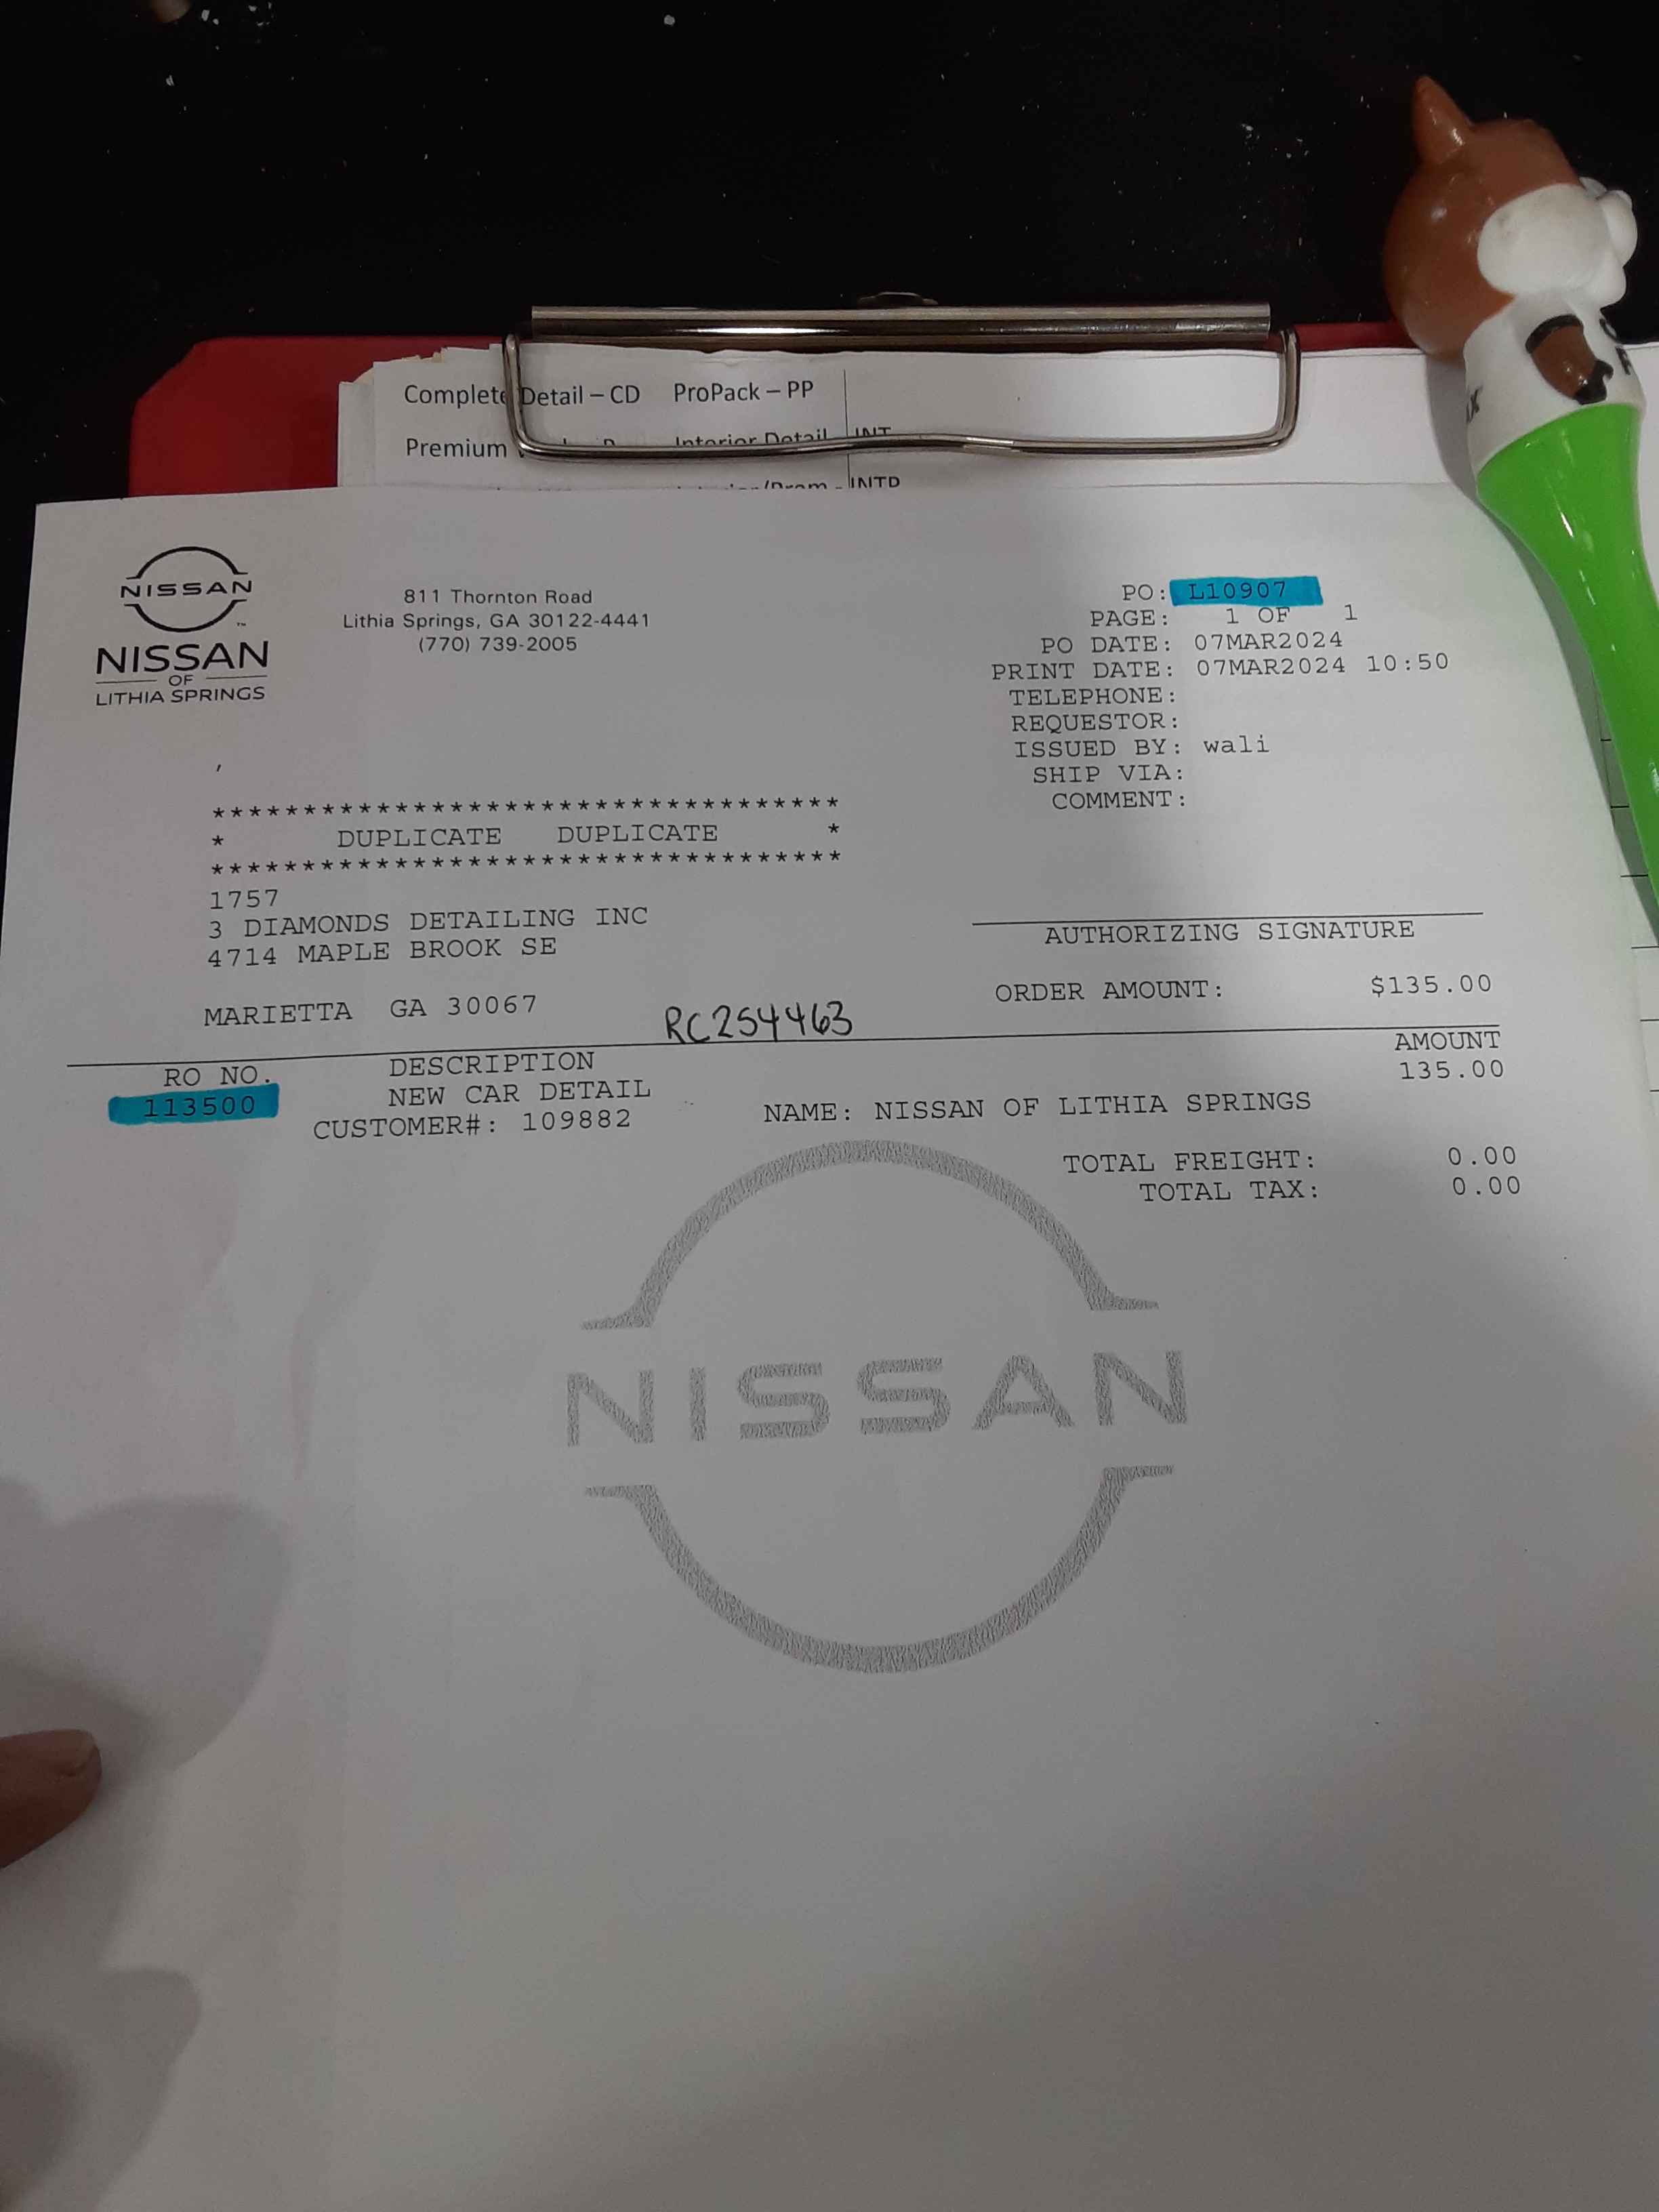 Complete Detail – CD ProPack – PP
Premium Interior Detail INT
INTP
NISSAN
NISSAN
OF
LITHIA SPRINGS
811 Thornton Road
Lithia Springs, GA 30122-4441
(770) 739-2005
PO: L10907
PAGE: 1 OF 1
PO DATE: 07MAR2024
PRINT DATE: 07MAR2024 10:50
TELEPHONE:
REQUESTOR:
ISSUED BY: wali
SHIP VIA:
COMMENT:
,
***********************************
* DUPLICATE DUPLICATE *
***********************************
1757
3 DIAMONDS DETAILING INC
4714 MAPLE BROOK SE
MARIETTA GA 30067
AUTHORIZING SIGNATURE
ORDER AMOUNT: $135.00
RC254463
RO NO. DESCRIPTION AMOUNT
113500 NEW CAR DETAIL 135.00
CUSTOMER#: 109882 NAME: NISSAN OF LITHIA SPRINGS
TOTAL FREIGHT: 0.00
TOTAL TAX: 0.00
NISSAN